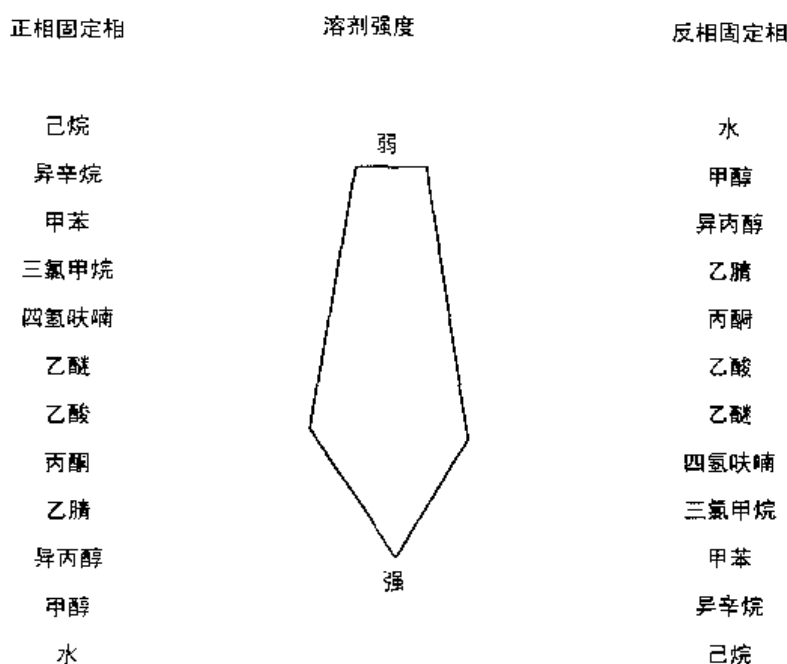 正相固定相 溶剂强度 反相固定相
己烷 水
弱
异辛烷 甲醇
甲苯 异丙醇
三氯甲烷 乙腈
四氢呋喃 丙酮
乙醚 乙酸
乙酸 乙醚
丙酮 四氢呋喃
乙腈 三氯甲烷
异丙醇 甲苯
强
甲醇 异辛烷
水 己烷